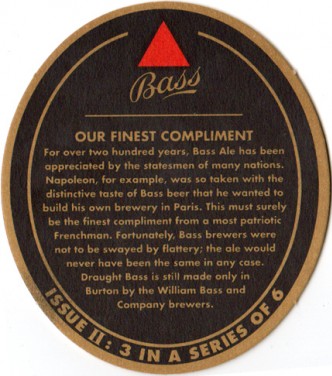 Bass
OUR FINEST COMPLIMENT
For over two hundred years, Bass Ale has been
appreciated by the statesmen of many nations.
Napoleon, for example, was so taken with the
distinctive taste of Bass beer that he wanted to
build his own brewery in Paris. This must surely
be the finest compliment from a most patriotic
Frenchman. Fortunately, Bass brewers were
not to be swayed by flattery; the ale would
never have been the same in any case.
Draught Bass is still made only in
Burton by the William Bass and
Company brewers.
ISSUE II: 3 IN A SERIES OF 6